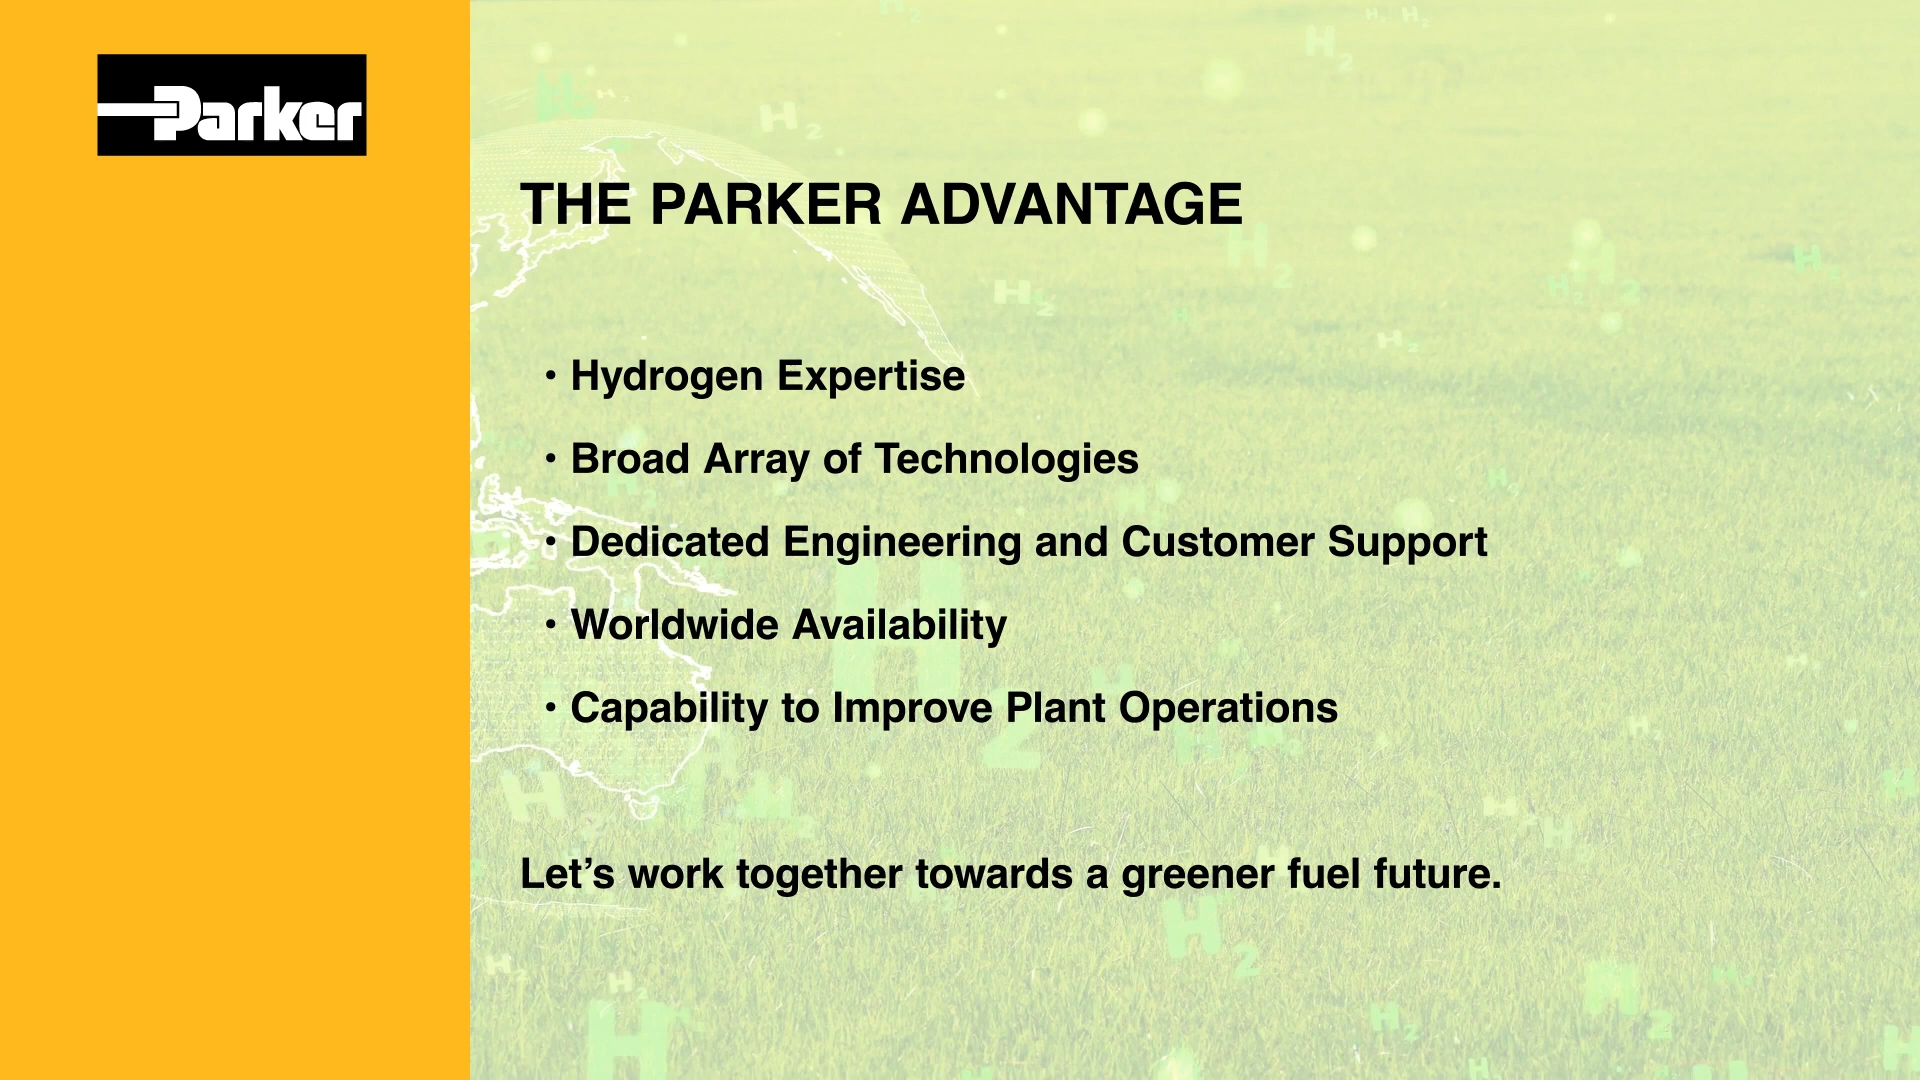 Parker
THE PARKER ADVANTAGE
• Hydrogen Expertise
• Broad Array of Technologies
• Dedicated Engineering and Customer Support
• Worldwide Availability
• Capability to Improve Plant Operations
Let’s work together towards a greener fuel future.